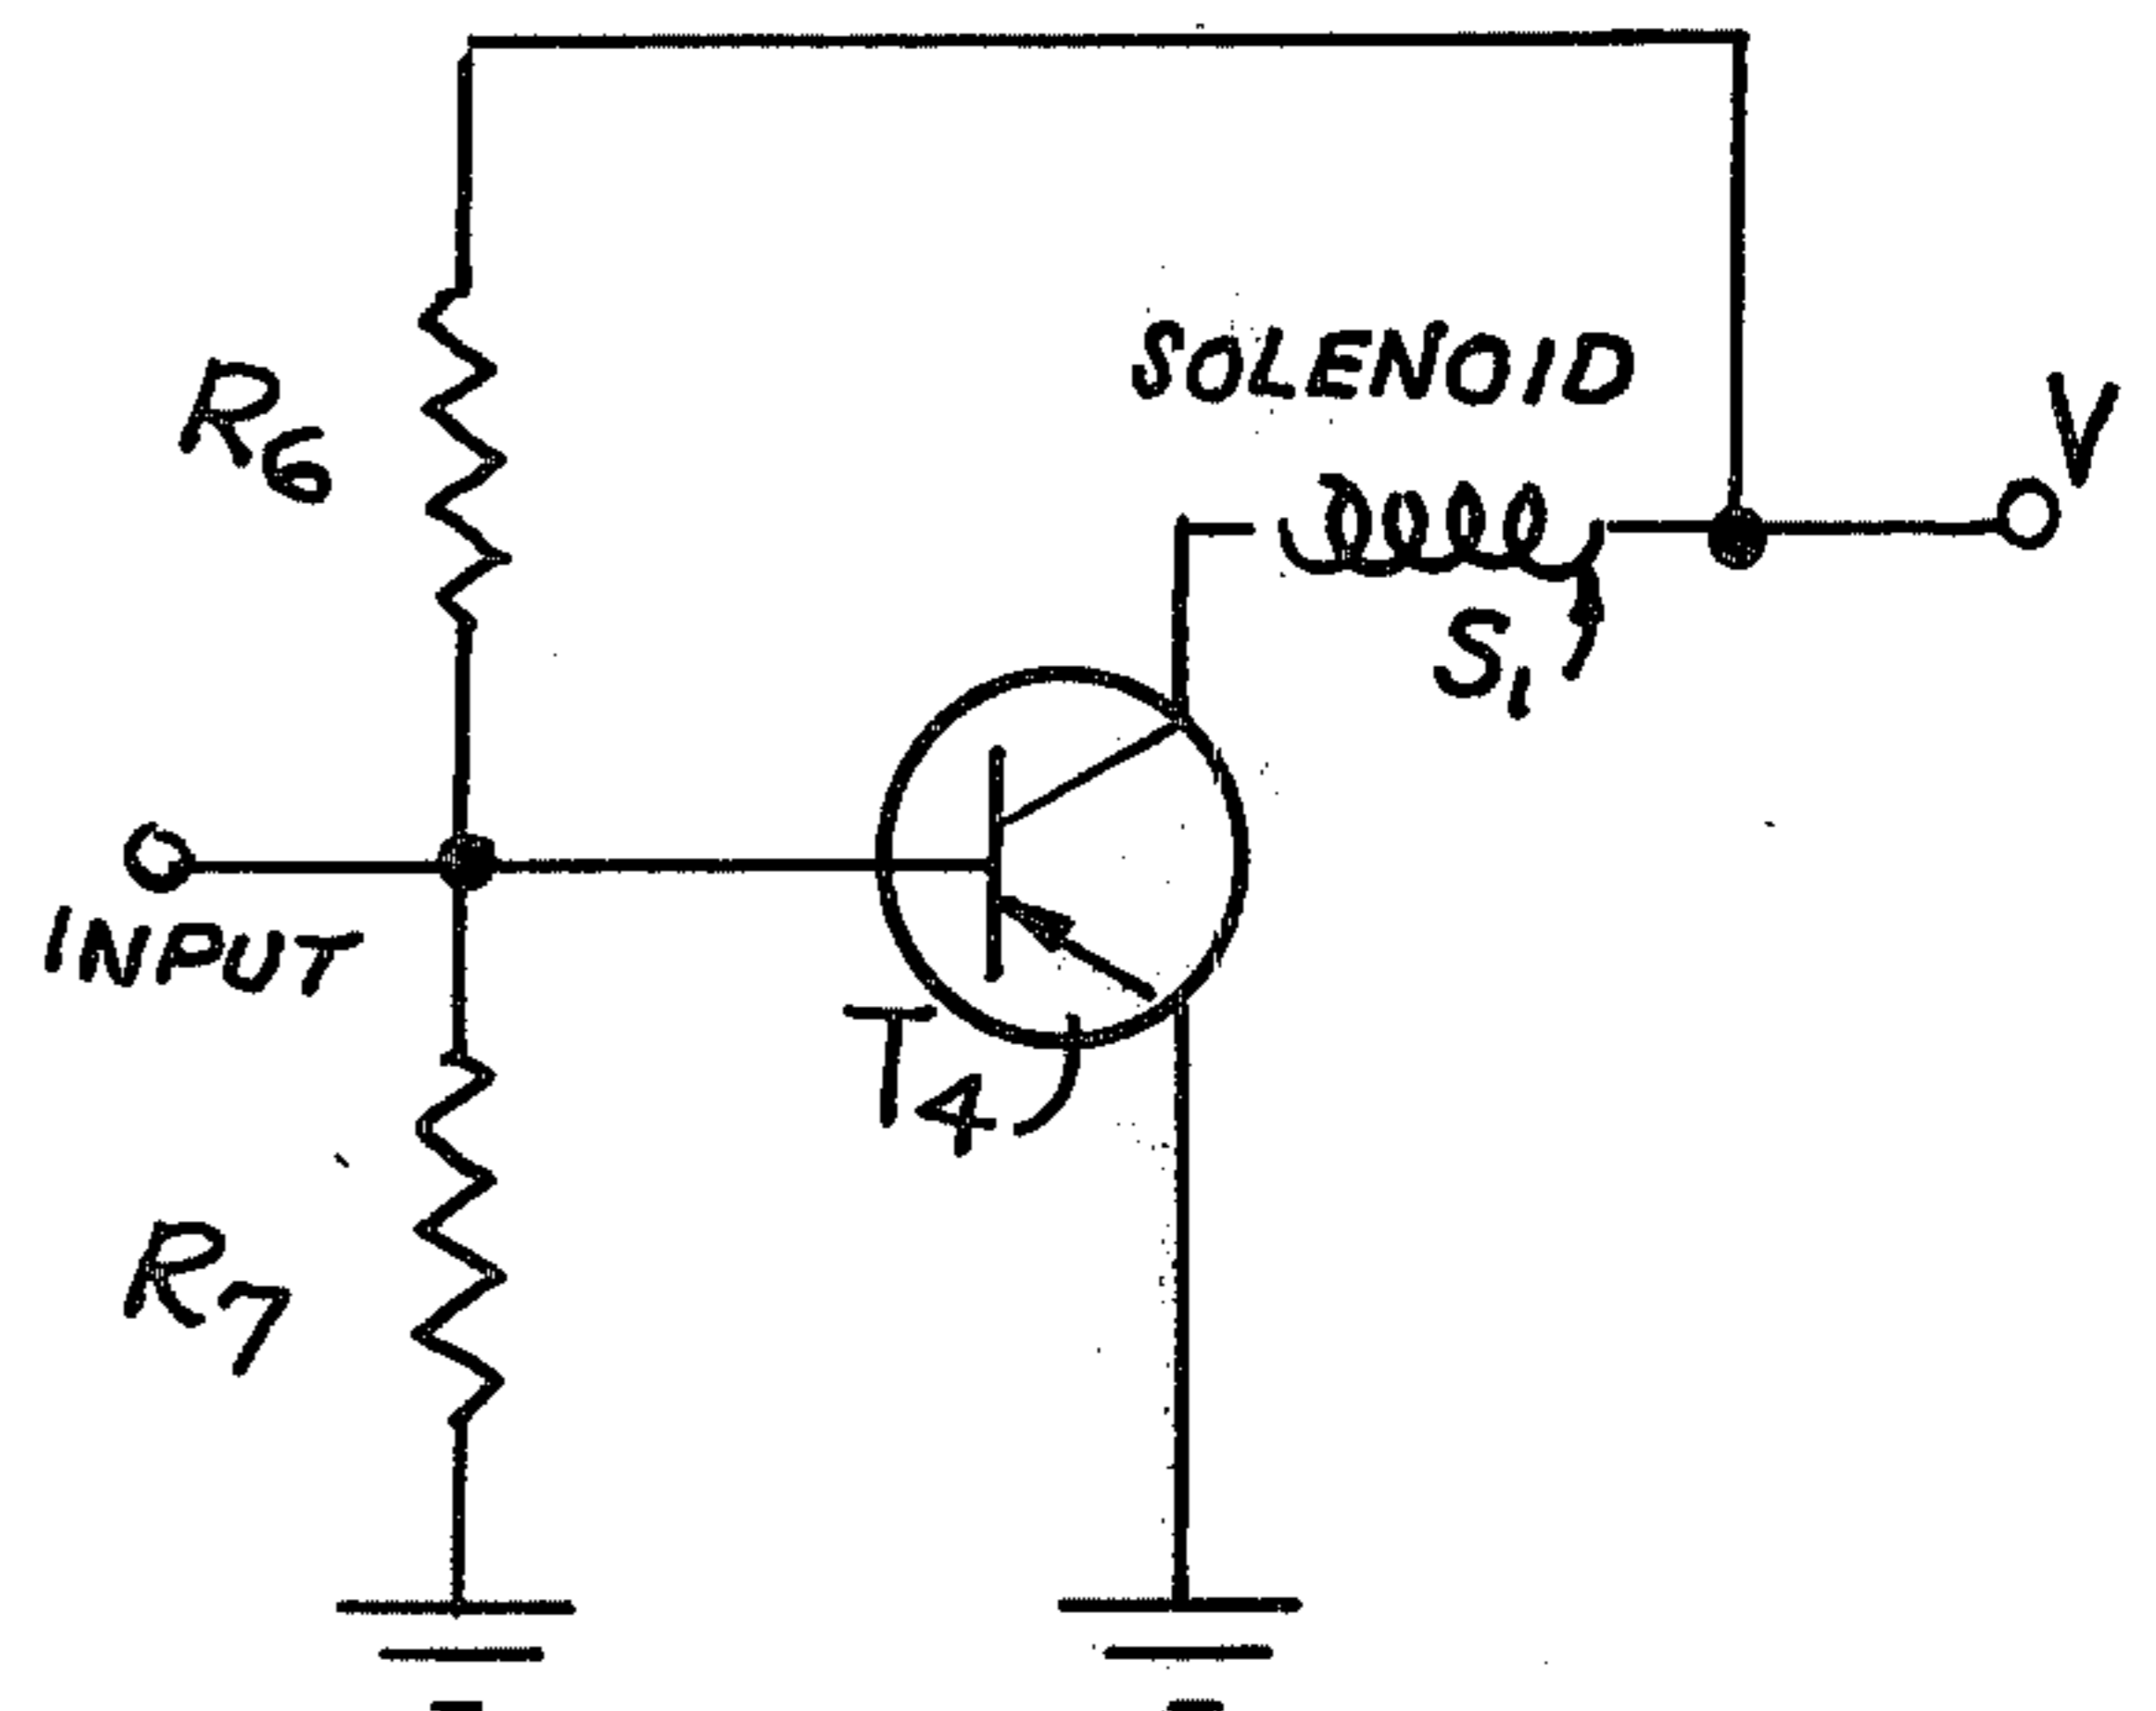 SOLENOID
V
R6
S1
INPUT
T4
R7